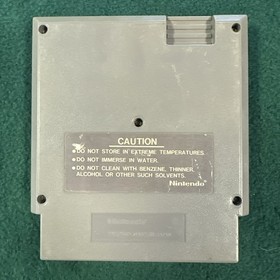 CAUTION
•DO NOT STORE IN EXTREME TEMPERATURES.
•DO NOT IMMERSE IN WATER.
•DO NOT CLEAN WITH BENZENE, THINNER,
ALCOHOL OR OTHER SUCH SOLVENTS.
Nintendo